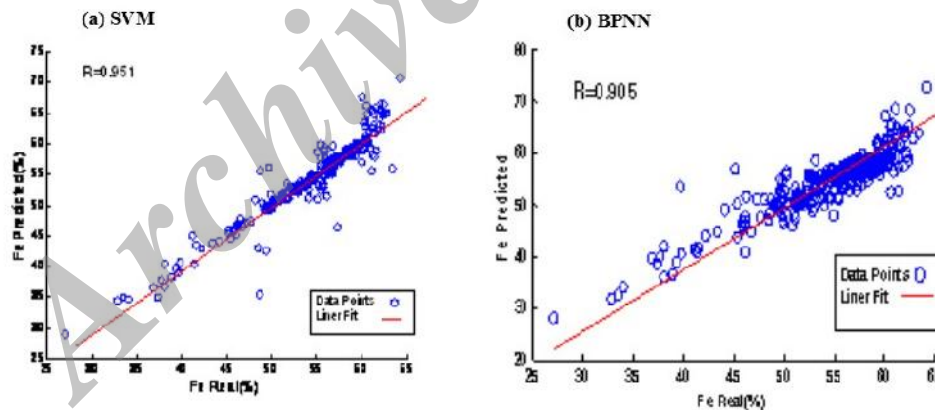 (a) SVM
75
70
65
60
55
50
45
40
35
30
25
Fe Predicted(%)
R=0.951
Data Points
Liner Fit
25 30 35 40 45 50 55 60 65
Fe Real(%)
(b) BPNN
80
70
60
50
40
30
20
Fe Predicted
R=0.905
Data Points
Liner Fit
25 30 35 40 45 50 55 60 65
Fe Real(%)
Archive